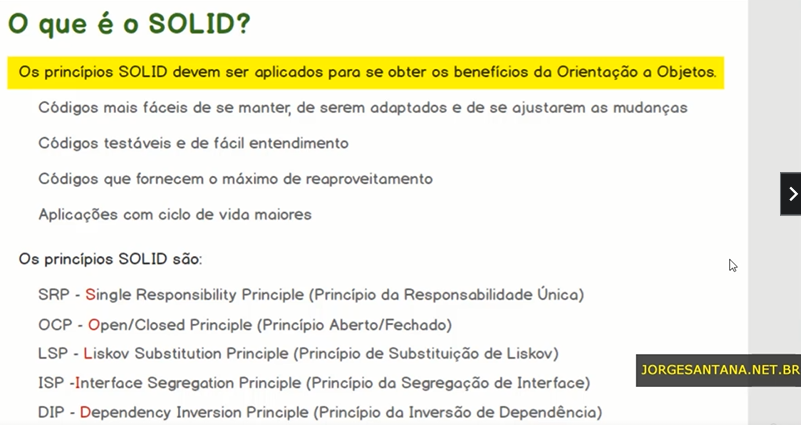 O que é o SOLID?
Os princípios SOLID devem ser aplicados para se obter os benefícios da Orientação a Objetos.
Códigos mais fáceis de se manter, de serem adaptados e de se ajustarem as mudanças
Códigos testáveis e de fácil entendimento
Códigos que fornecem o máximo de reaproveitamento
Aplicações com ciclo de vida maiores
Os princípios SOLID são:
SRP - Single Responsibility Principle (Princípio da Responsabilidade Única)
OCP - Open/Closed Principle (Princípio Aberto/Fechado)
LSP - Liskov Substitution Principle (Princípio de Substituição de Liskov)
ISP -Interface Segregation Principle (Princípio da Segregação de Interface)
DIP - Dependency Inversion Principle (Princípio da Inversão de Dependência)
JORGESANTANA.NET.BR